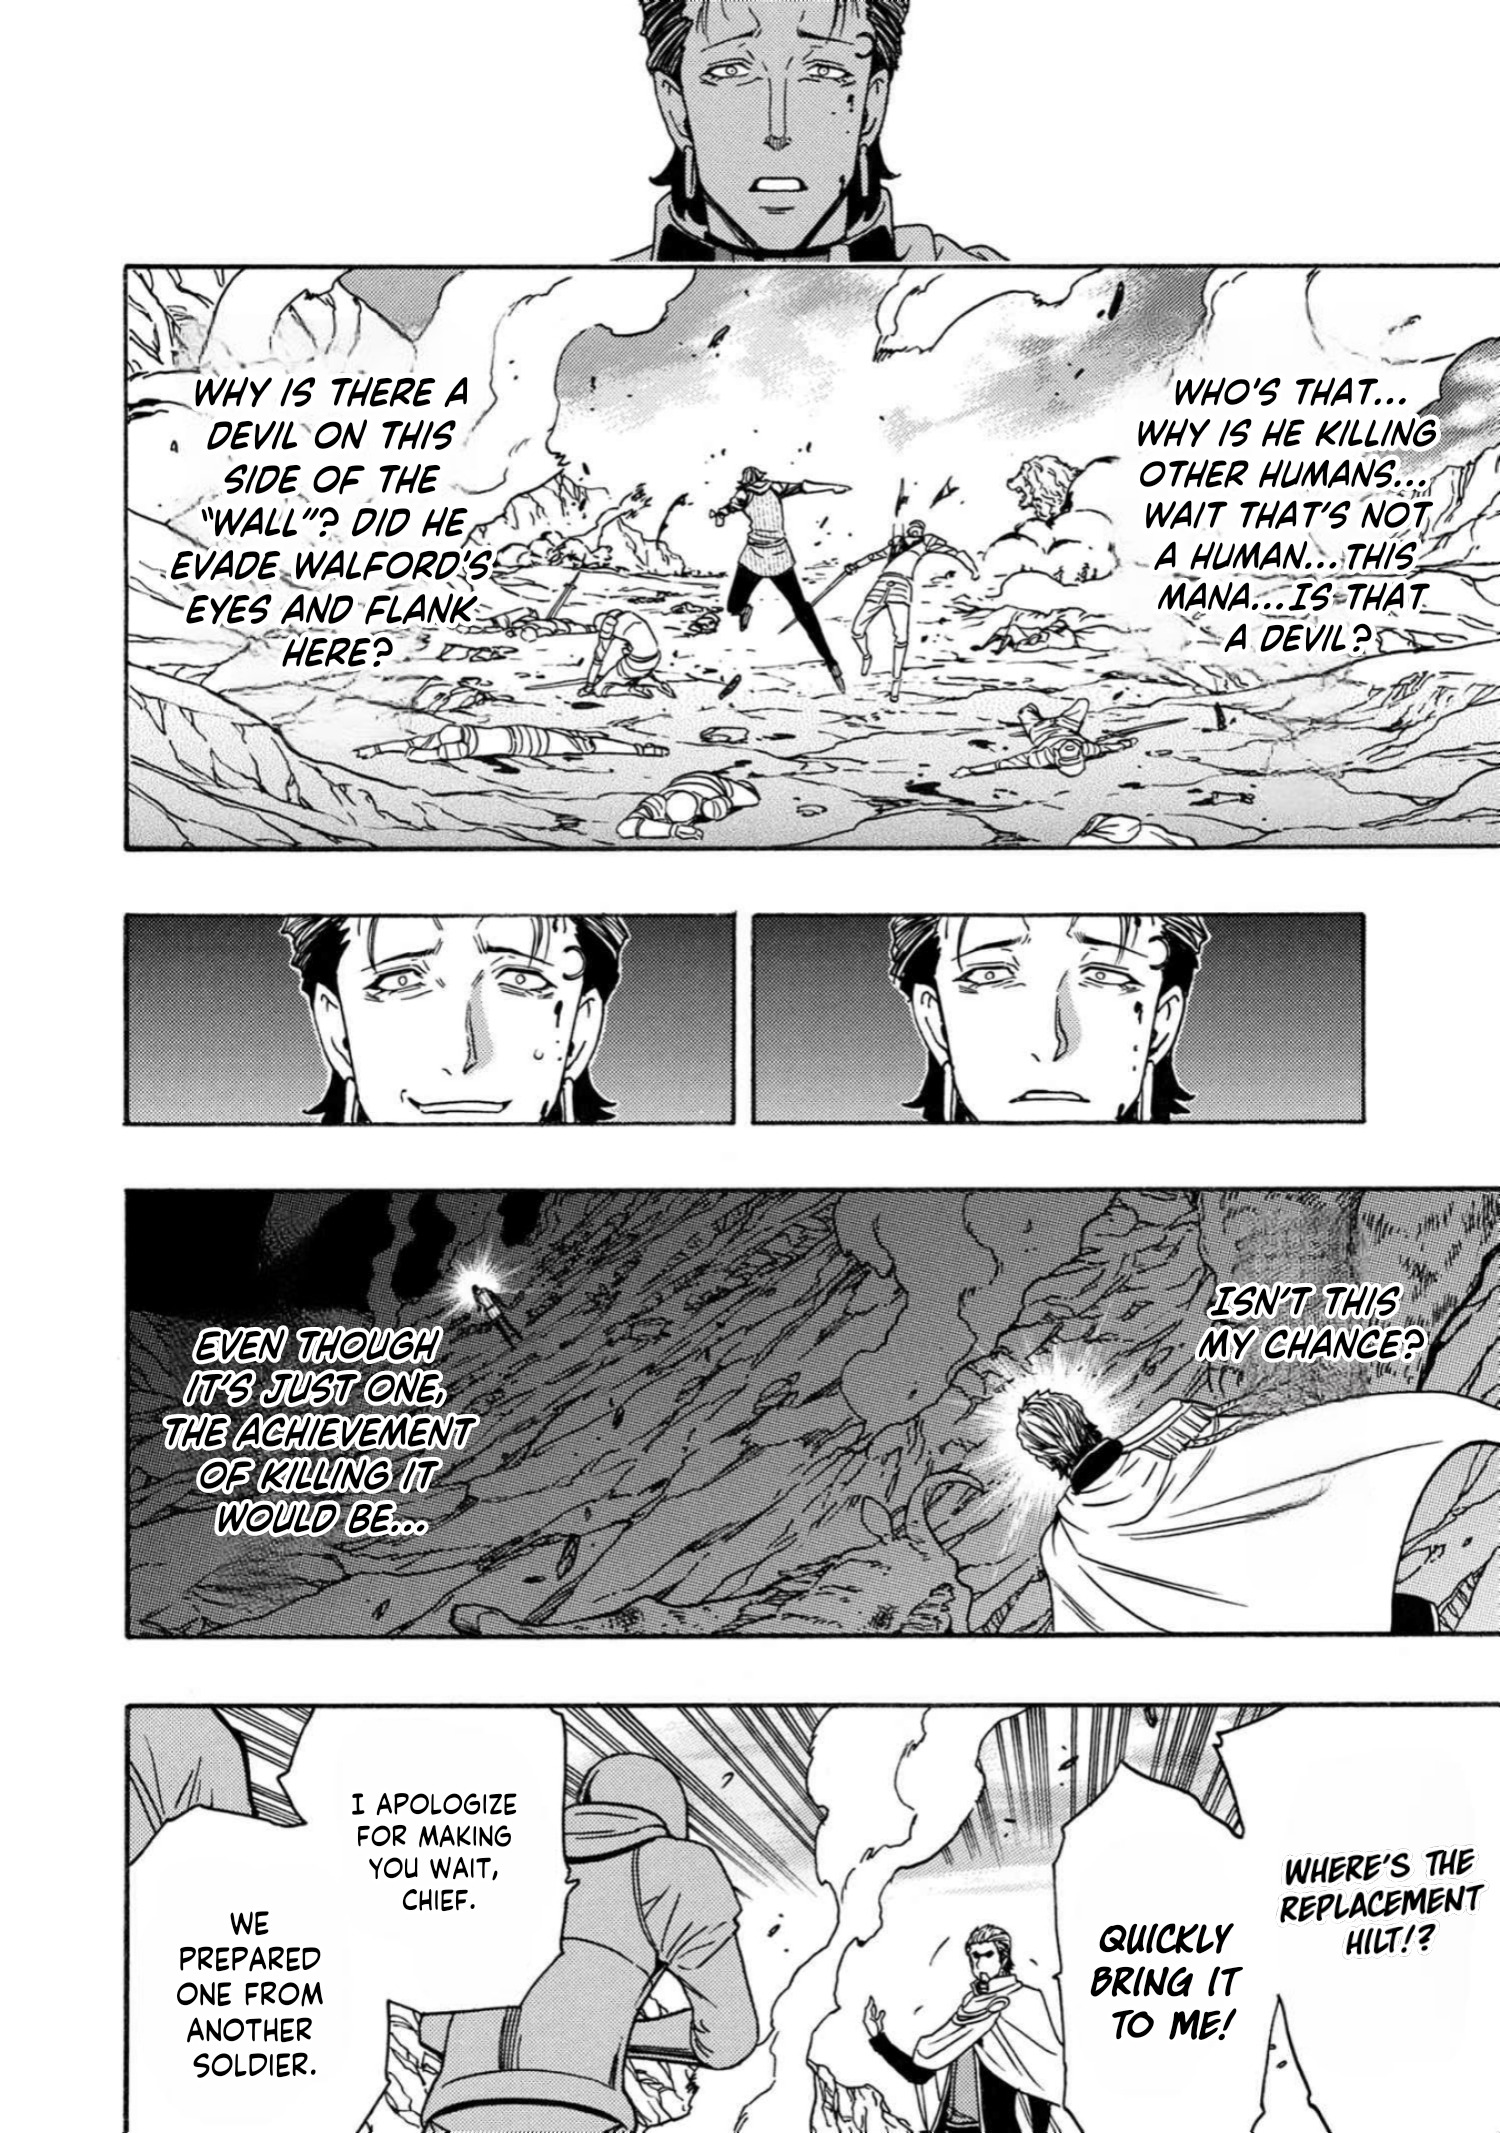 WHO'S THAT...
WHY IS HE KILLING
OTHER HUMANS...
WAIT THAT'S NOT
A HUMAN...THIS
MANA...IS THAT
A DEVIL?
WHY IS THERE A
DEVIL ON THIS
SIDE OF THE
"WALL"? DID HE
EVADE WALFORD'S
EYES AND FLANK
HERE?
ISN'T THIS
MY CHANCE?
EVEN THOUGH
IT'S JUST ONE,
THE ACHIEVEMENT
OF KILLING IT
WOULD BE...
WHERE'S THE
REPLACEMENT
HILT!?
QUICKLY
BRING IT
TO ME!
I APOLOGIZE
FOR MAKING
YOU WAIT,
CHIEF.
WE
PREPARED
ONE FROM
ANOTHER
SOLDIER.